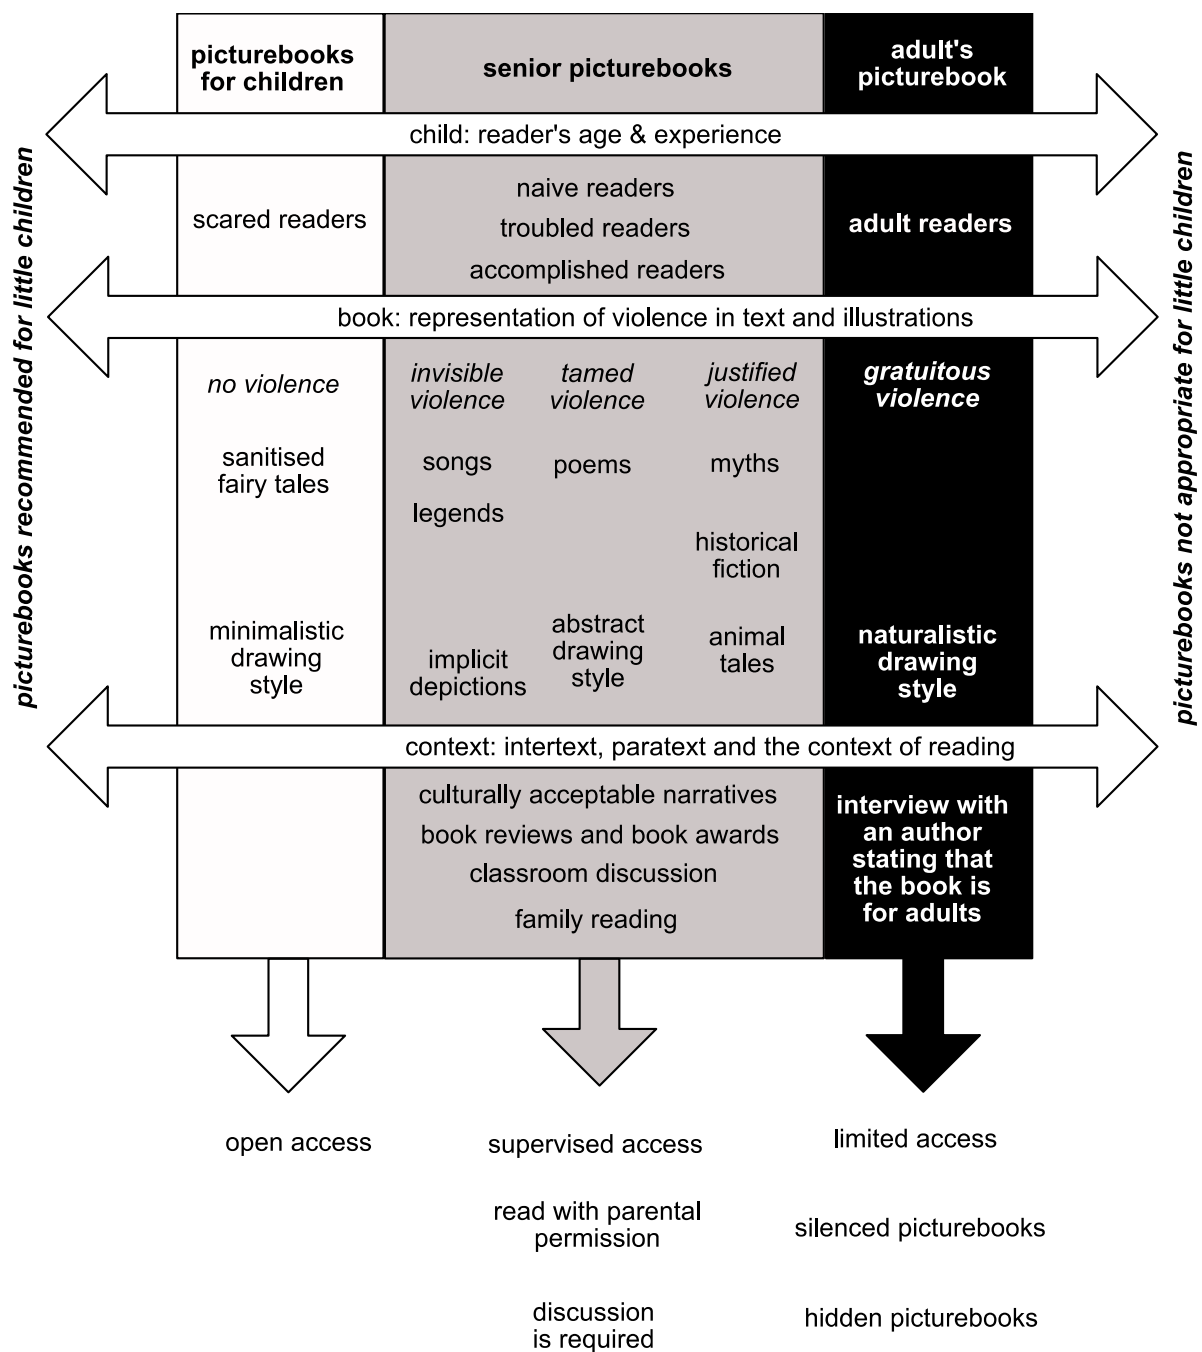 picturebooks
for children
senior picturebooks
adult's
picturebook
child: reader's age & experience
scared readers
naive readers
troubled readers
accomplished readers
adult readers
book: representation of violence in text and illustrations
no violence
invisible
violence
tamed
violence
justified
violence
gratuitous
violence
sanitised
fairy tales
songs
legends
poems
myths
historical
fiction
minimalistic
drawing
style
implicit
depictions
abstract
drawing
style
animal
tales
naturalistic
drawing
style
context: intertext, paratext and the context of reading
culturally acceptable narratives
book reviews and book awards
classroom discussion
family reading
interview with
an author
stating that
the book is
for adults
picturebooks recommended for little children
picturebooks not appropriate for little children
open access
supervised access
limited access
read with parental
permission
silenced picturebooks
discussion
is required
hidden picturebooks